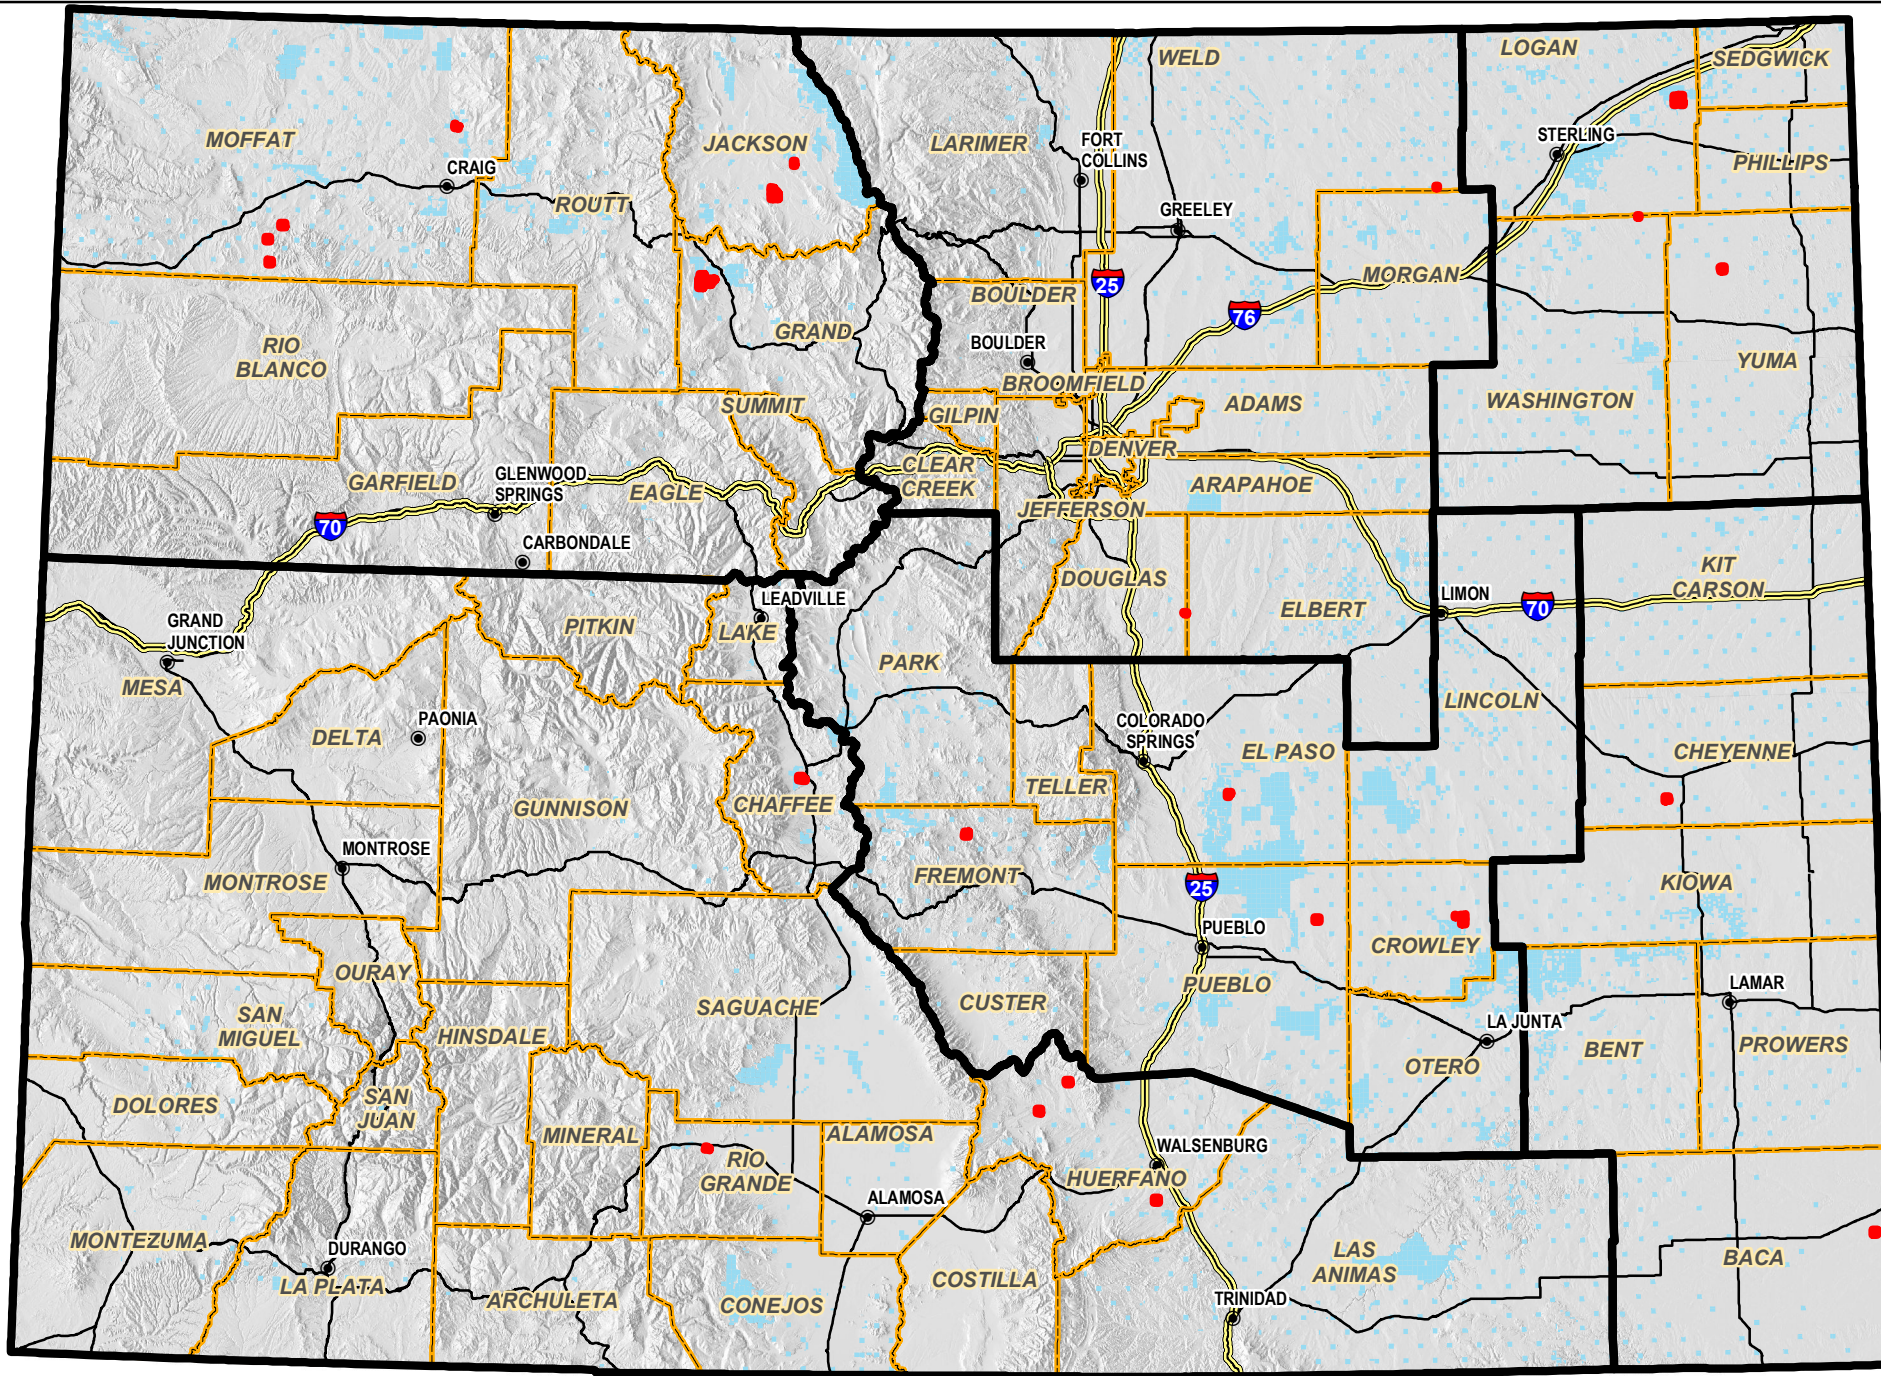 LOGAN
WELD
SEDGWICK
MOFFAT
JACKSON
LARIMER
FORT
COLLINS
STERLING
PHILLIPS
CRAIG
ROUTT
GREELEY
MORGAN
25
BOULDER
76
GRAND
BOULDER
RIO
BLANCO
YUMA
BROOMFIELD
SUMMIT
GILPIN
ADAMS
WASHINGTON
DENVER
CLEAR
CREEK
GARFIELD
GLENWOOD
SPRINGS
EAGLE
ARAPAHOE
JEFFERSON
70
CARBONDALE
DOUGLAS
KIT
CARSON
LEADVILLE
LIMON
70
ELBERT
GRAND
JUNCTION
PITKIN
LAKE
PARK
MESA
LINCOLN
PAONIA
DELTA
COLORADO
SPRINGS
EL PASO
CHEYENNE
TELLER
CHAFFEE
GUNNISON
MONTROSE
FREMONT
MONTROSE
25
KIOWA
PUEBLO
CROWLEY
OURAY
SAGUACHE
CUSTER
PUEBLO
LAMAR
SAN
MIGUEL
HINSDALE
LA JUNTA
BENT
PROWERS
OTERO
DOLORES
SAN
JUAN
MINERAL
ALAMOSA
WALSENBURG
RIO
GRANDE
HUERFANO
ALAMOSA
MONTEZUMA
DURANGO
LAS
ANIMAS
BACA
LA PLATA
ARCHULETA
CONEJOS
COSTILLA
TRINIDAD